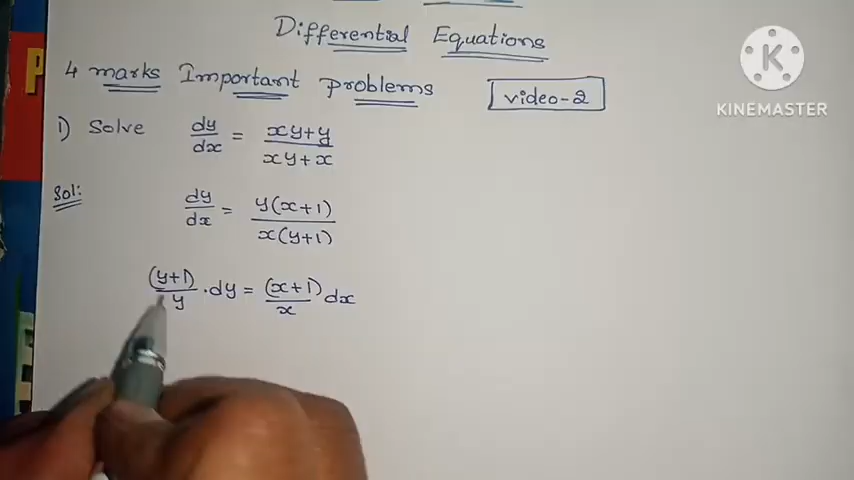 Differential Equations
4 marks Important problems
video-2
K
KINEMASTER
1) Solve dy/dx = xy+y/xy+x
Sol:
dy/dx = y(x+1)/x(y+1)
(y+1)/y . dy = (x+1)/x dx